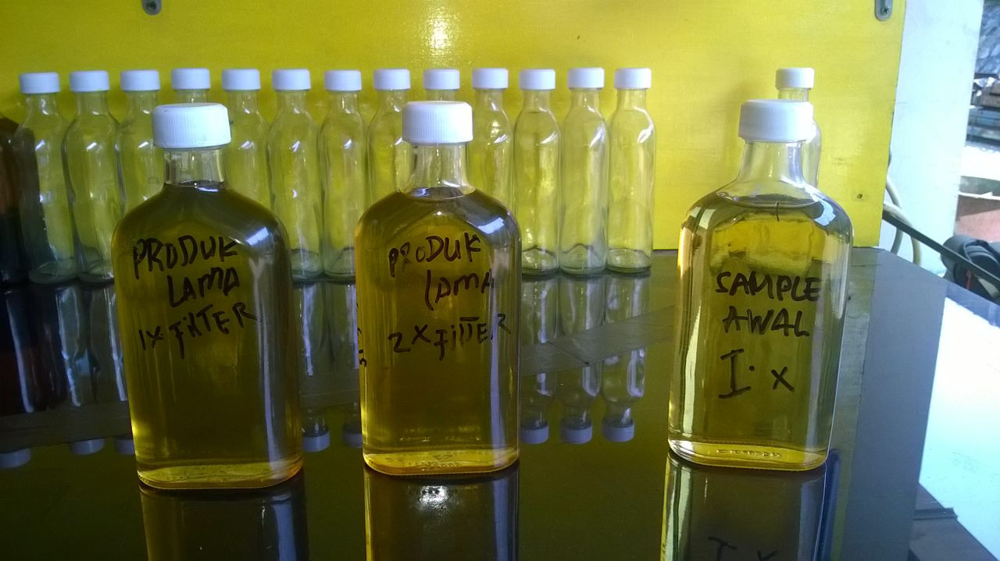 PRODUK
LAMA
1X FiltER
PRODUK
lAMA
2X FilTER
SAMPLE
AWAL
I. X